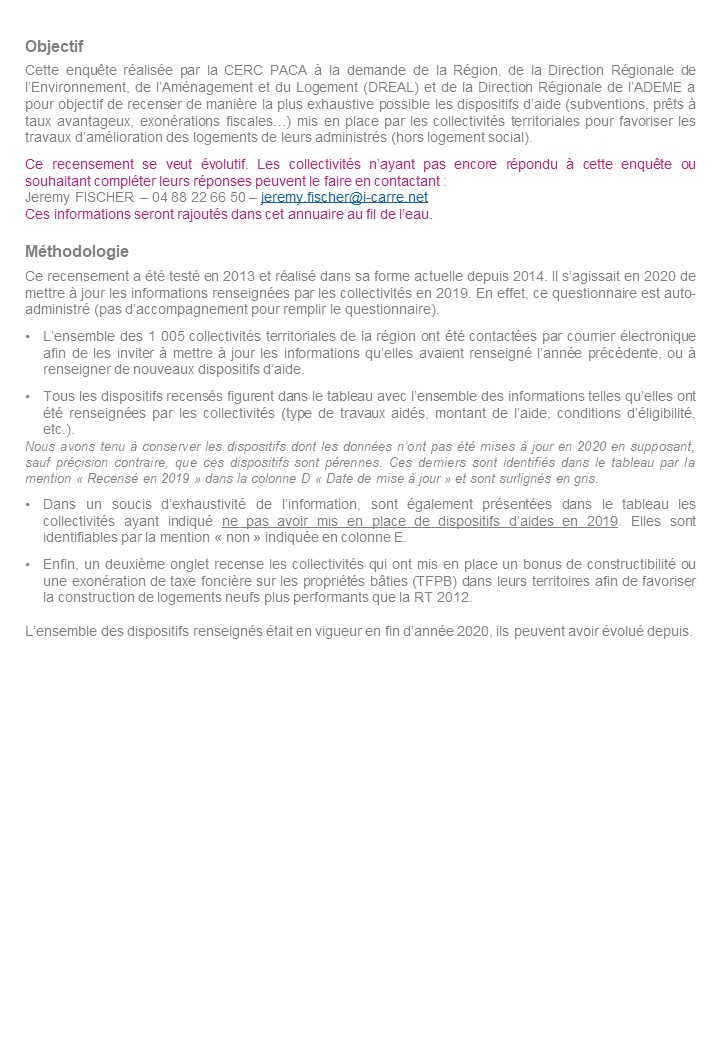 Objectif
Cette enquête réalisée par la CERC PACA à la demande de la Région, de la Direction Régionale de
l'Environnement, de l'Aménagement et du Logement (DREAL) et de la Direction Régionale de l'ADEME a
pour objectif de recenser de manière la plus exhaustive possible les dispositifs d'aide (subventions, prêts à
taux avantageux, exonérations fiscales…) mis en place par les collectivités territoriales pour favoriser les
travaux d'amélioration des logements de leurs administrés (hors logement social).
Ce recensement se veut évolutif. Les collectivités n'ayant pas encore répondu à cette enquête ou
souhaitant compléter leurs réponses peuvent le faire en contactant :
Jeremy FISCHER – 04 88 22 66 50 – jeremy.fischer@i-carre.net
Ces informations seront rajoutés dans cet annuaire au fil de l'eau.
Méthodologie
Ce recensement a été testé en 2013 et réalisé dans sa forme actuelle depuis 2014. Il s'agissait en 2020 de
mettre à jour les informations renseignées par les collectivités en 2019. En effet, ce questionnaire est auto-
administré (pas d'accompagnement pour remplir le questionnaire).
• L'ensemble des 1 005 collectivités territoriales de la région ont été contactées par courrier électronique
afin de les inviter à mettre à jour les informations qu'elles avaient renseigné l'année précédente, ou à
renseigner de nouveaux dispositifs d'aide.
• Tous les dispositifs recensés figurent dans le tableau avec l'ensemble des informations telles qu'elles ont
été renseignées par les collectivités (type de travaux aidés, montant de l'aide, conditions d'éligibilité,
etc.).
Nous avons tenu à conserver les dispositifs dont les données n'ont pas été mises à jour en 2020 en supposant,
sauf précision contraire, que ces dispositifs sont pérennes. Ces derniers sont identifiés dans le tableau par la
mention « Recensé en 2019 » dans la colonne D « Date de mise à jour » et sont surlignés en gris.
• Dans un soucis d'exhaustivité de l'information, sont également présentées dans le tableau les
collectivités ayant indiqué ne pas avoir mis en place de dispositifs d'aides en 2019. Elles sont
identifiables par la mention « non » indiquée en colonne E.
• Enfin, un deuxième onglet recense les collectivités qui ont mis en place un bonus de constructibilité ou
une exonération de taxe foncière sur les propriétés bâties (TFPB) dans leurs territoires afin de favoriser
la construction de logements neufs plus performants que la RT 2012.
L'ensemble des dispositifs renseignés était en vigueur en fin d'année 2020, ils peuvent avoir évolué depuis.